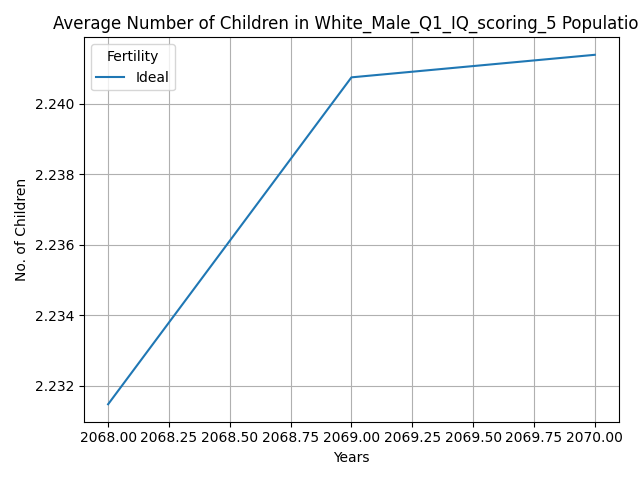 Average Number of Children in White_Male_Q1_IQ_scoring_5 Populatio
Fertility
Ideal
2.240
2.238
2.236
2.234
2.232
No. of Children
2068.00 2068.25 2068.50 2068.75 2069.00 2069.25 2069.50 2069.75 2070.00
Years